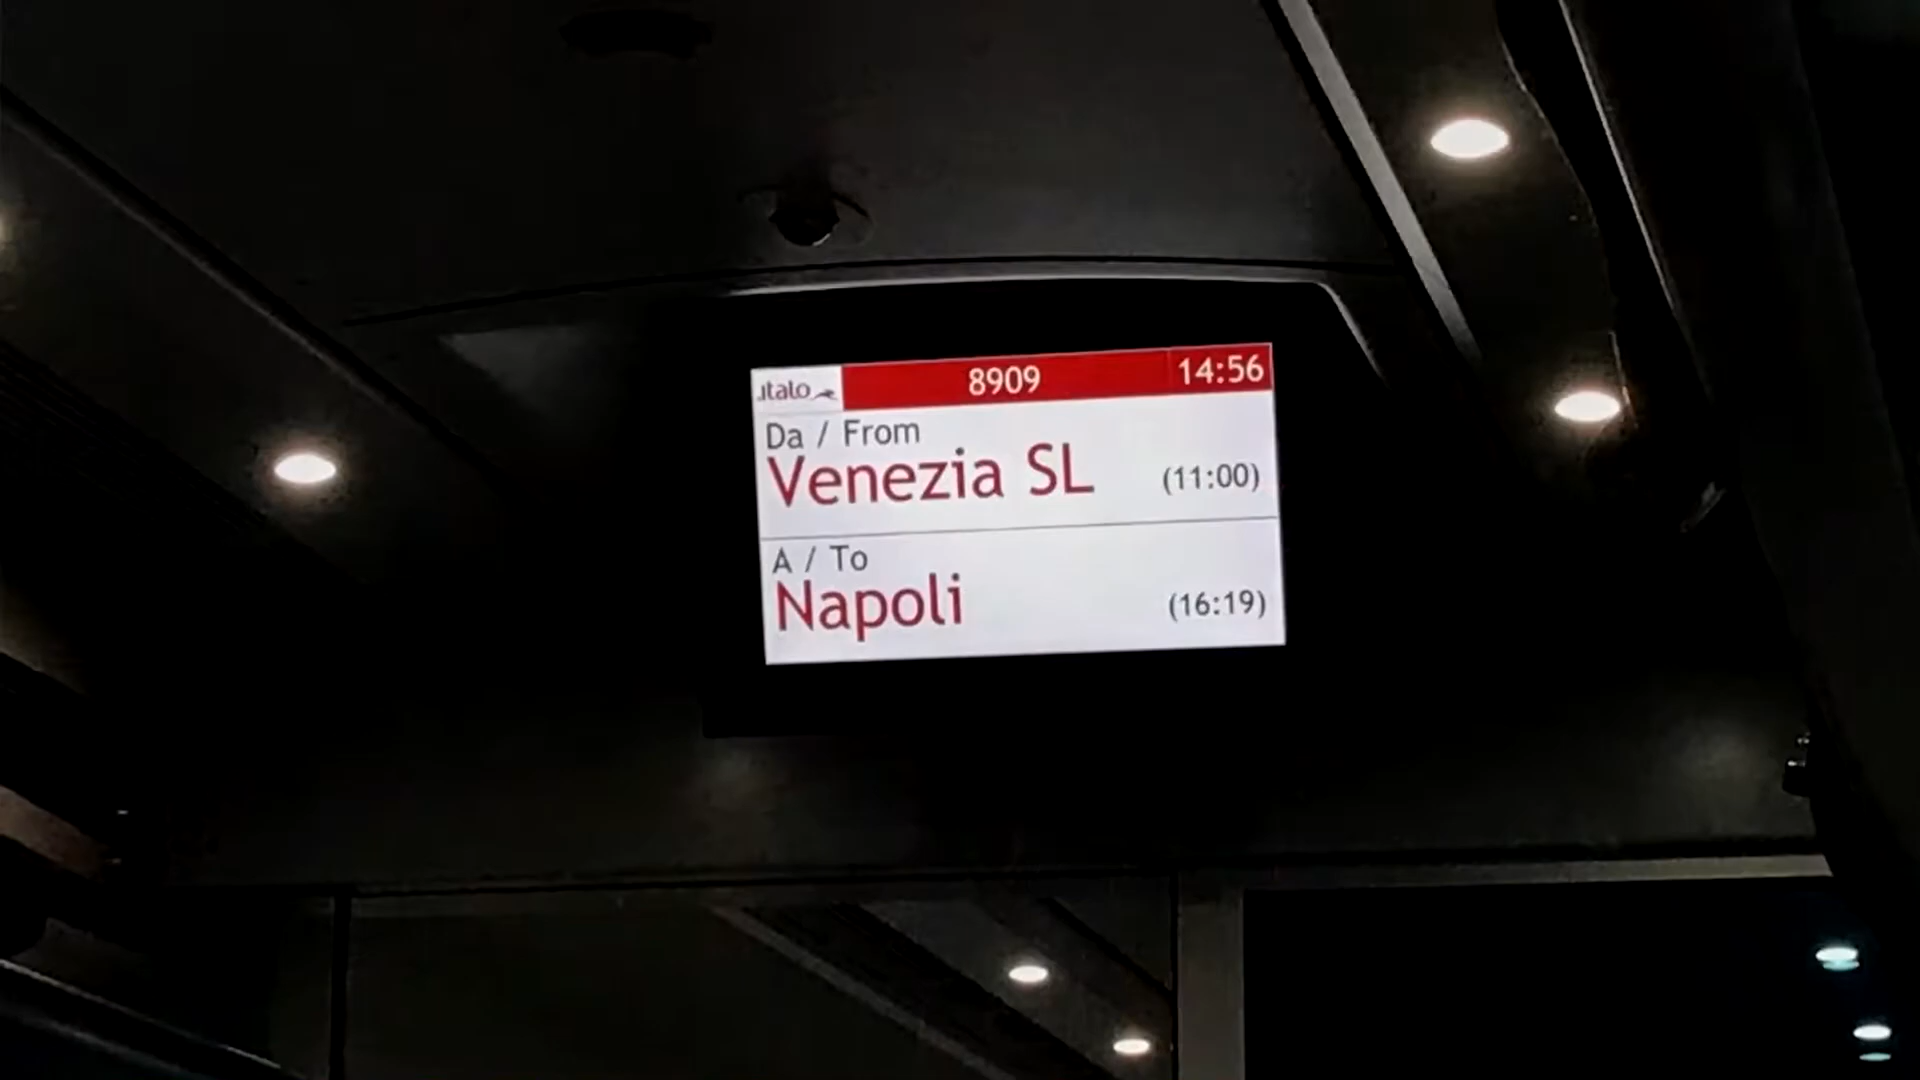 italo 8909 14:56
Da / From
Venezia SL (11:00)
A / To
Napoli (16:19)